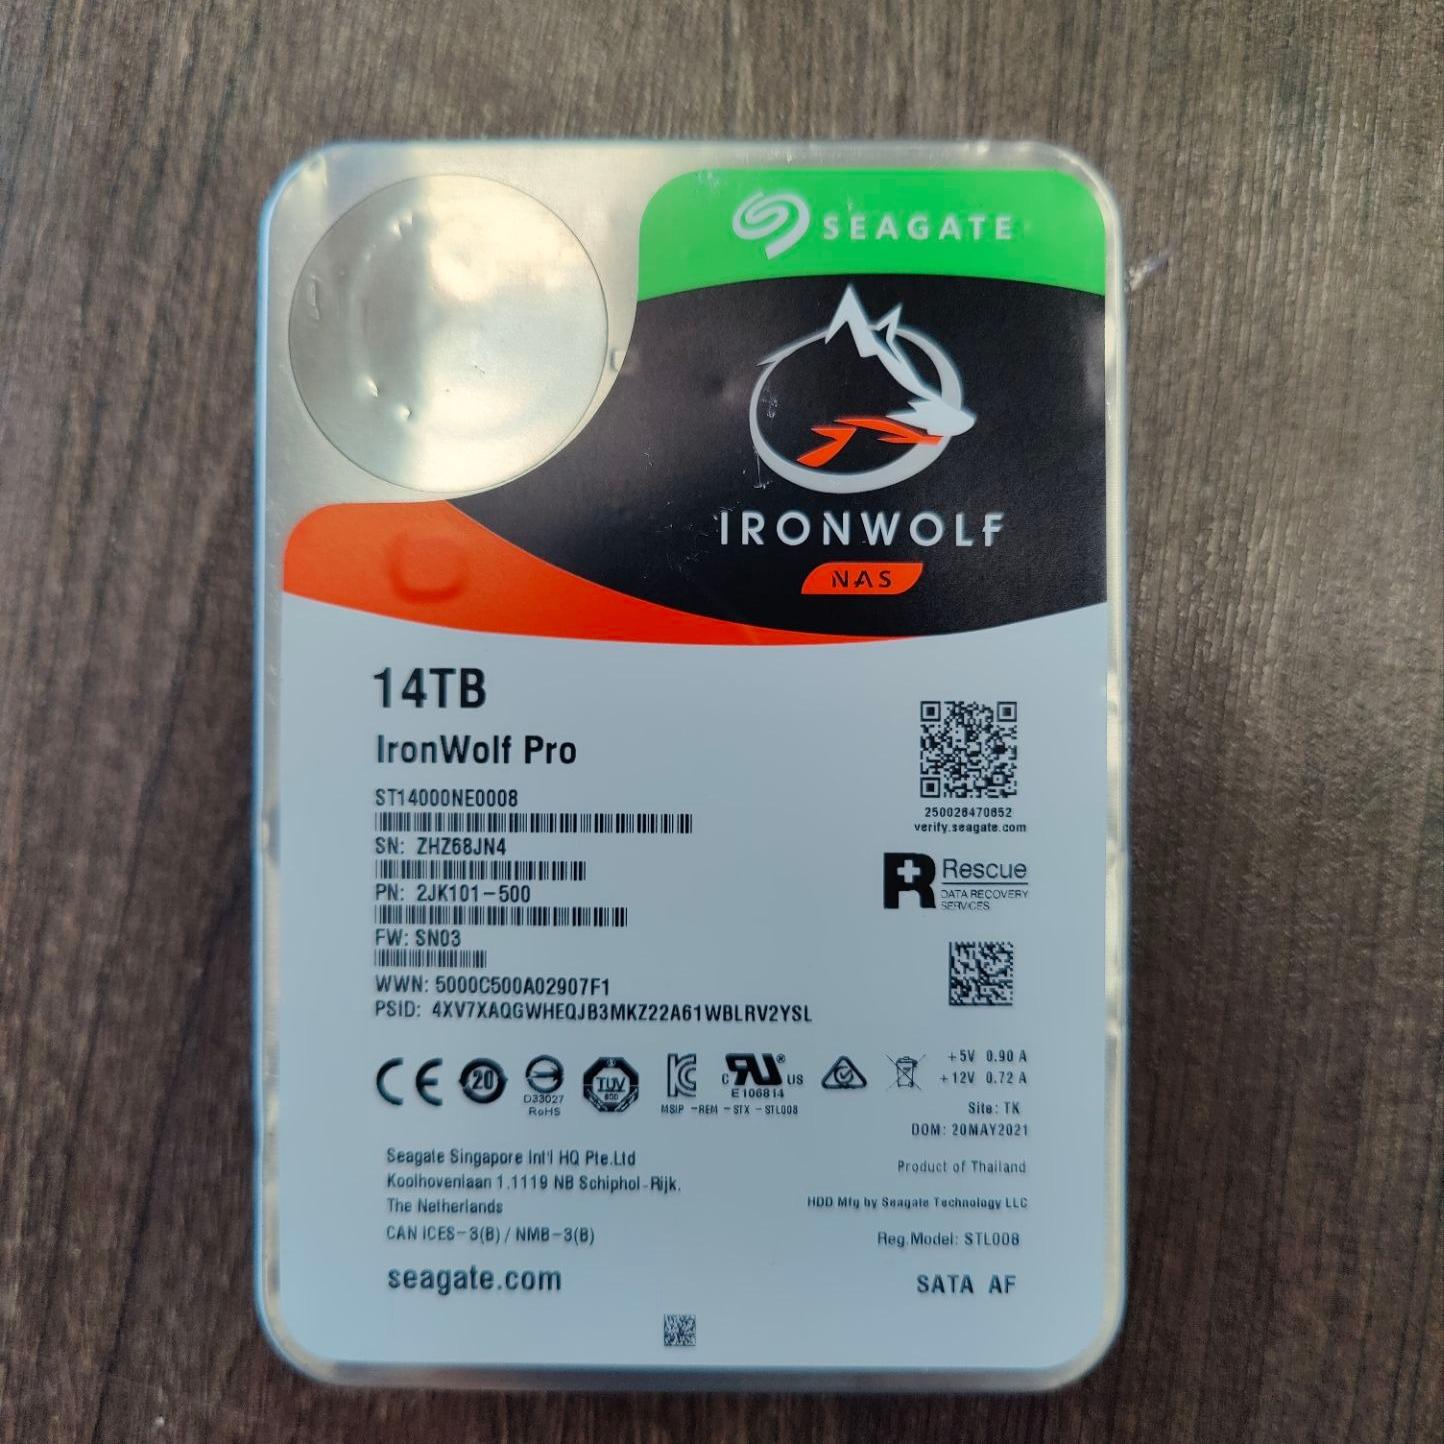 SEAGATE
IRONWOLF
NAS
14TB
IronWolf Pro
ST14000NE0008
SN: ZHZ68JN4
PN: 2JK101-500
FW: SN03
WWN: 5000C500A02907F1
PSID: 4XV7XAQGWHEQJB3MKZ22A61WBLRV2YSL
250026470652
verify.seagate.com
R Rescue
DATA RECOVERY
SERVICES
CE 20 D33027 RoHS TUV MSIP-REM-STX-STL008 c RU ® US E106814
+5V 0.90 A
+12V 0.72 A
Site: TK
DOM: 20MAY2021
Product of Thailand
HDD Mfg by Seagate Technology LLC
Reg.Model: STL008
SATA AF
Seagate Singapore Int'l HQ Pte.Ltd
Koolhovenlaan 1.1119 NB Schiphol-Rijk.
The Netherlands
CAN ICES-3(B) / NMB-3(B)
seagate.com